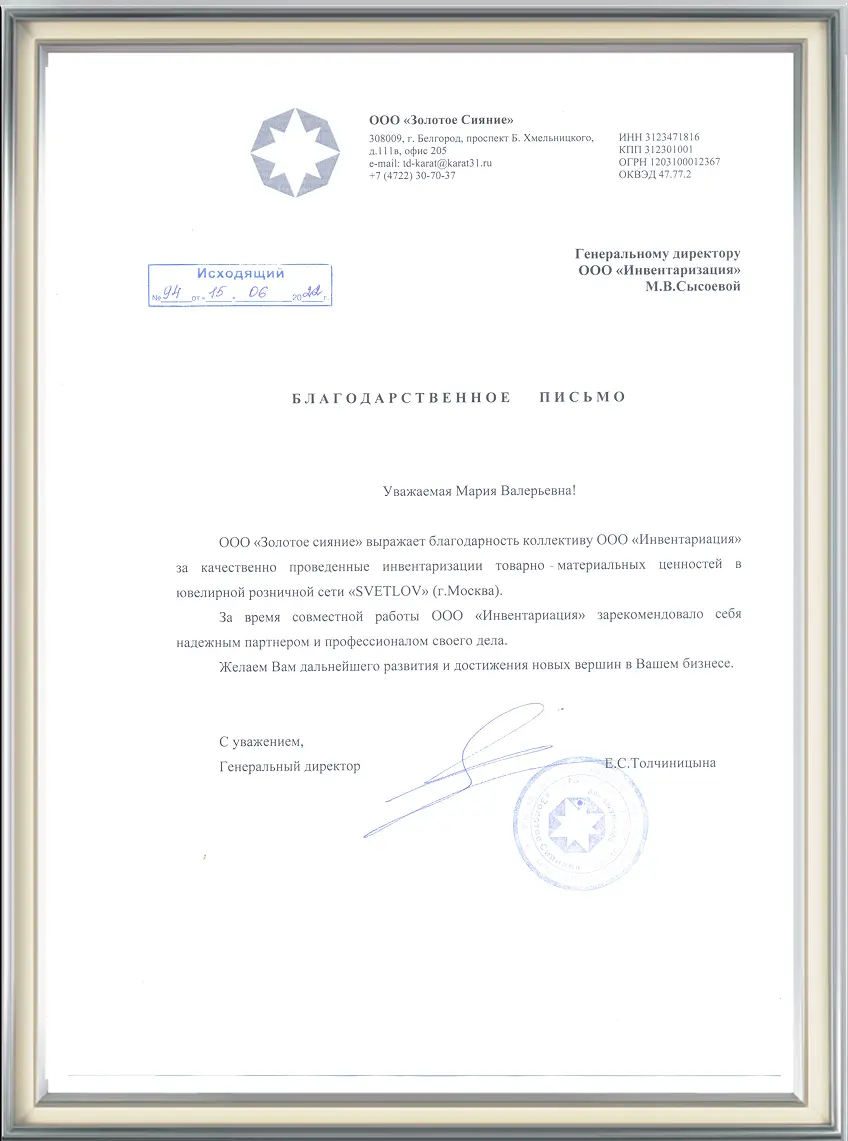 ООО «Золотое Сияние»
308009, г. Белгород, проспект Б. Хмельницкого,
д.111в, офис 205
e-mail: td-karat@karat31.ru
+7 (4722) 30-70-37
ИНН 3123471816
КПП 312301001
ОГРН 1203100012367
ОКВЭД 47.77.2
Генеральному директору
ООО «Инвентаризация»
М.В.Сысоевой
Исходящий
№ 94 от « 15 » 06 2022 г.
БЛАГОДАРСТВЕННОЕ ПИСЬМО
Уважаемая Мария Валерьевна!
ООО «Золотое сияние» выражает благодарность коллективу ООО «Инвентариация»
за качественно проведенные инвентаризации товарно - материальных ценностей в
ювелирной розничной сети «SVETLOV» (г.Москва).
За время совместной работы ООО «Инвентариация» зарекомендовало себя
надежным партнером и профессионалом своего дела.
Желаем Вам дальнейшего развития и достижения новых вершин в Вашем бизнесе.
С уважением,
Генеральный директор
Е.С.Толчиницына
Золотое Сияние